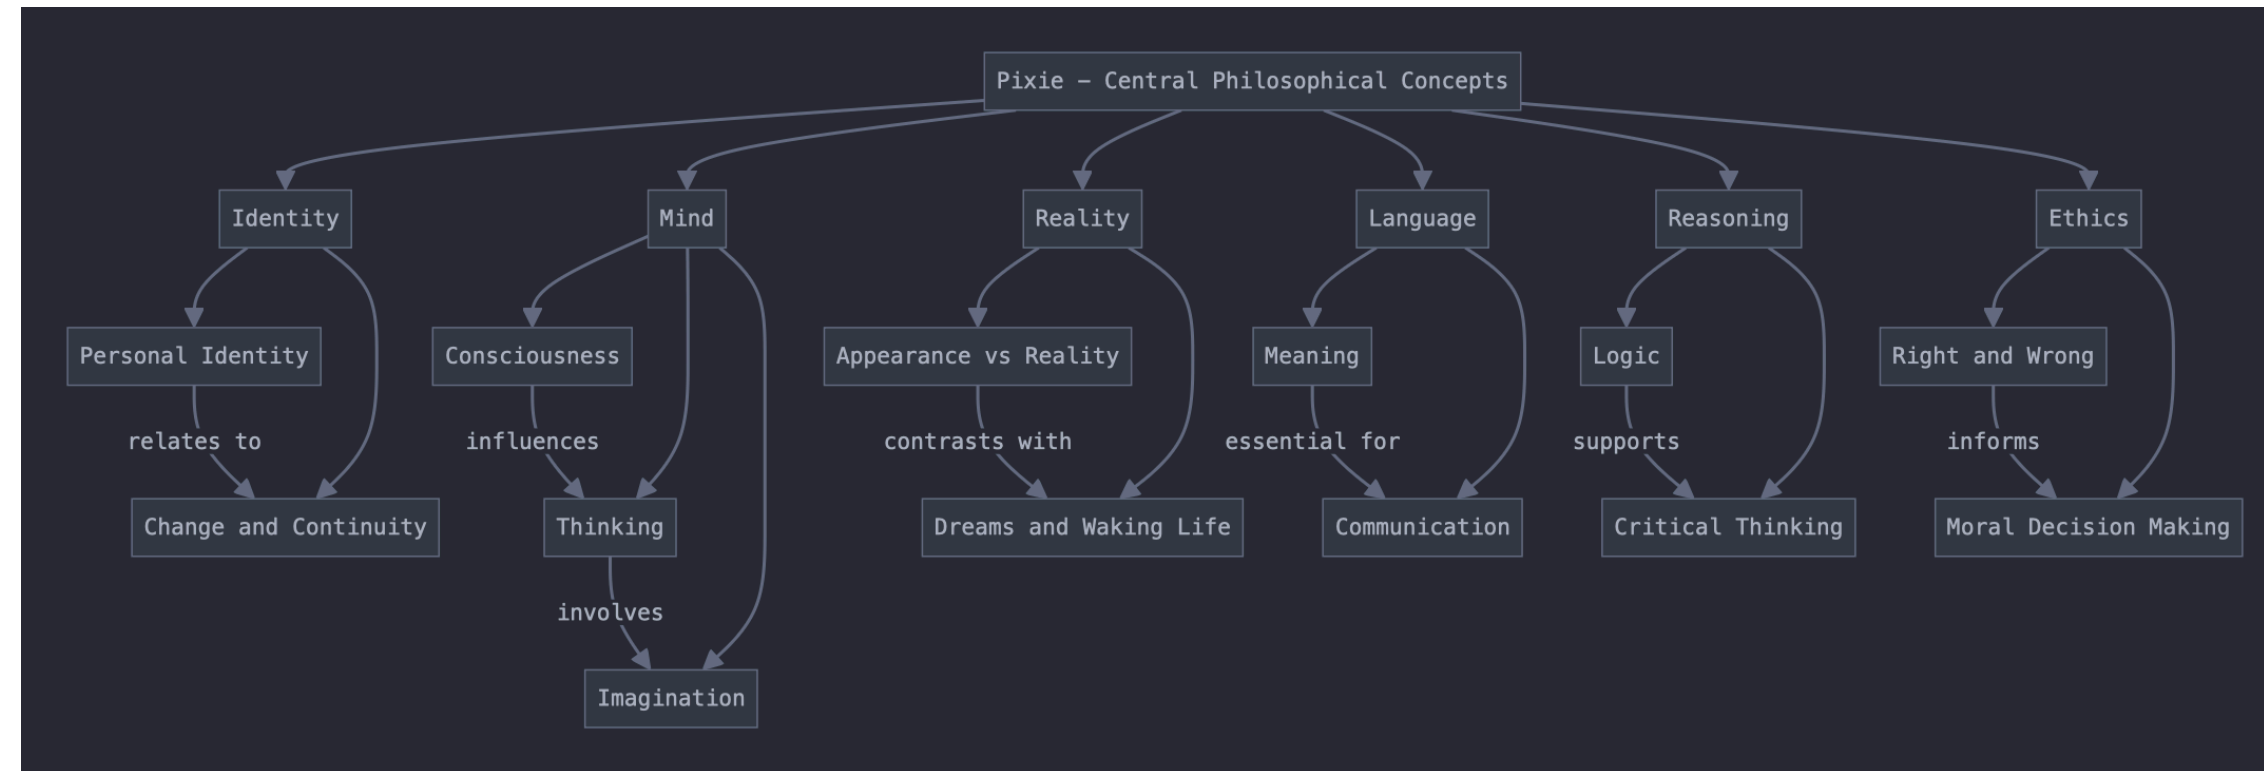 Pixie – Central Philosophical Concepts
Identity
Mind
Reality
Language
Reasoning
Ethics
Personal Identity
Consciousness
Appearance vs Reality
Meaning
Logic
Right and Wrong
relates to
influences
contrasts with
essential for
supports
informs
Change and Continuity
Thinking
Dreams and Waking Life
Communication
Critical Thinking
Moral Decision Making
involves
Imagination